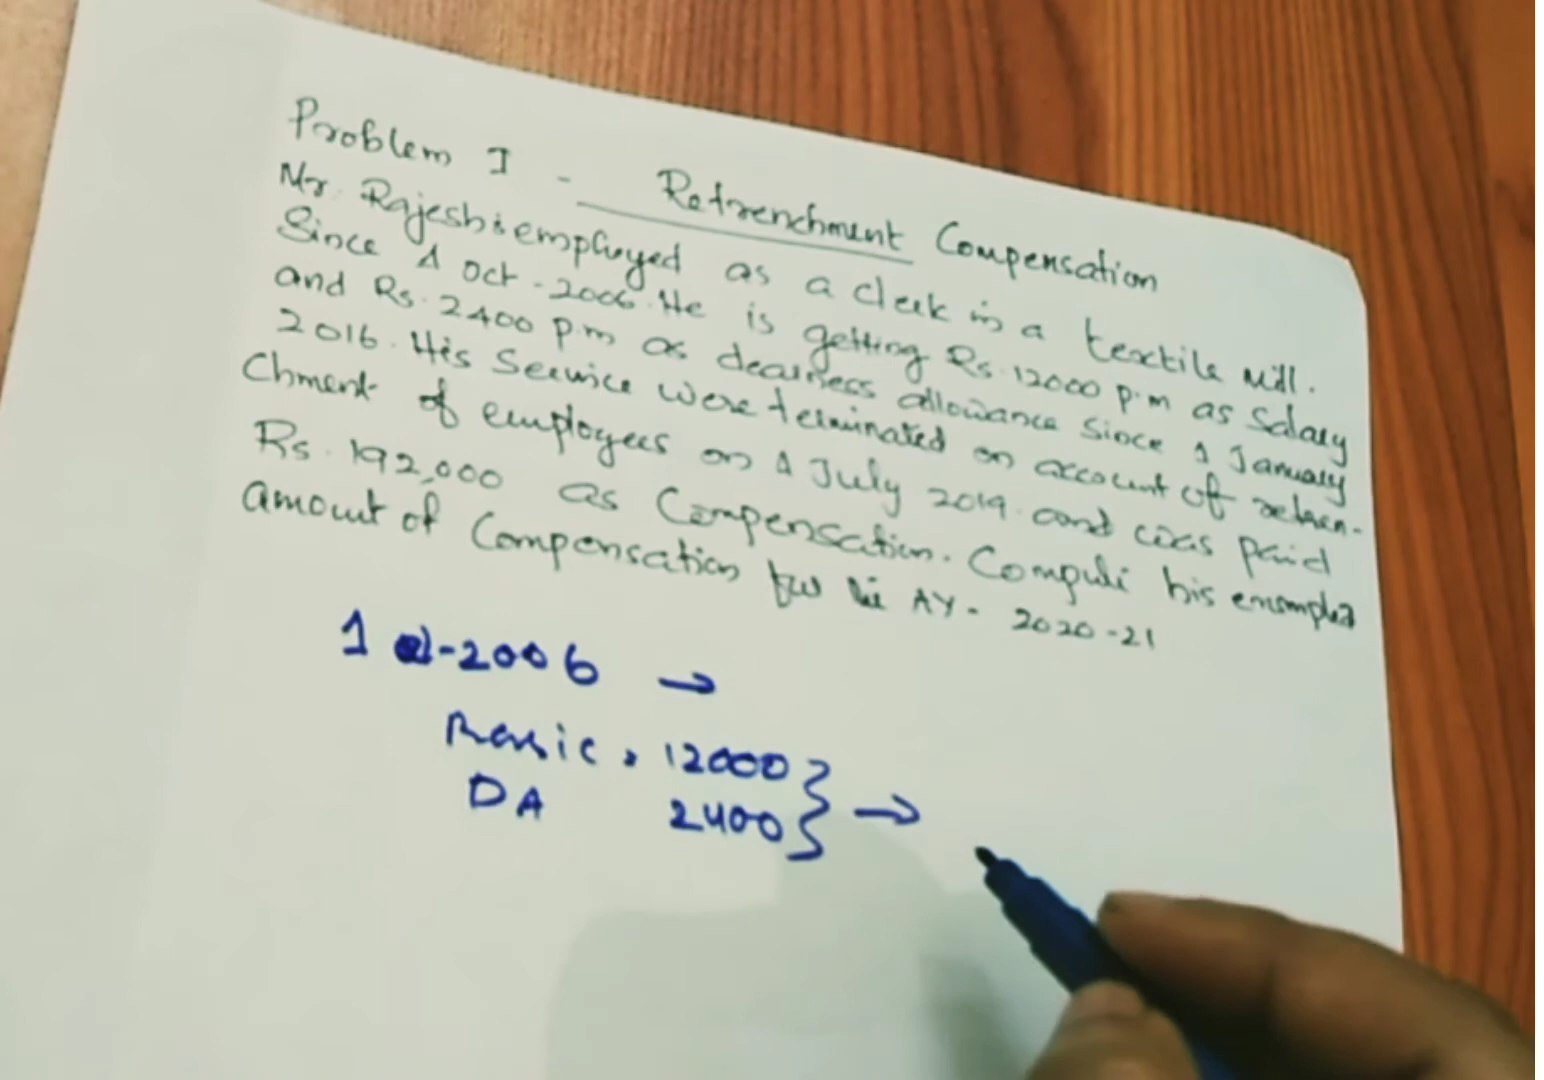 Problem I - Retrenchment Compensation
Mr. Rajesh is employed as a clerk in a textile Mill.
Since 1 Oct - 2006. He is getting Rs. 12000 p.m as Salary
and Rs. 2400 p.m as dearness allowance Since 1 January
2016. His Service were terminated on account of retren-
Chment of employees on 1 July 2019. and was paid
Rs. 192,000 as Compensation. Compute his exempted
amount of Compensation for the AY - 2020-21
1 -2006 →
Basic 12000
DA 2400 } →